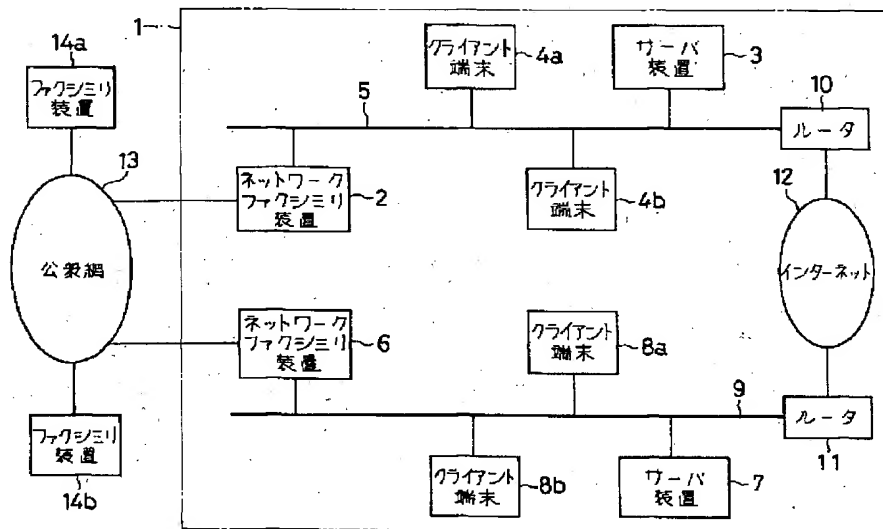 1
14a
ファクシミリ
装置
クライアント
端末
4a
サーバ
装置
3
5
10
ルータ
13
ネットワーク
ファクシミリ
装置
2
クライアント
端末
4b
12
公衆網
インターネット
ネットワーク
ファクシミリ
装置
6
クライアント
端末
8a
9
ルータ
11
ファクシミリ
装置
14b
クライアント
端末
8b
サーバ
装置
7